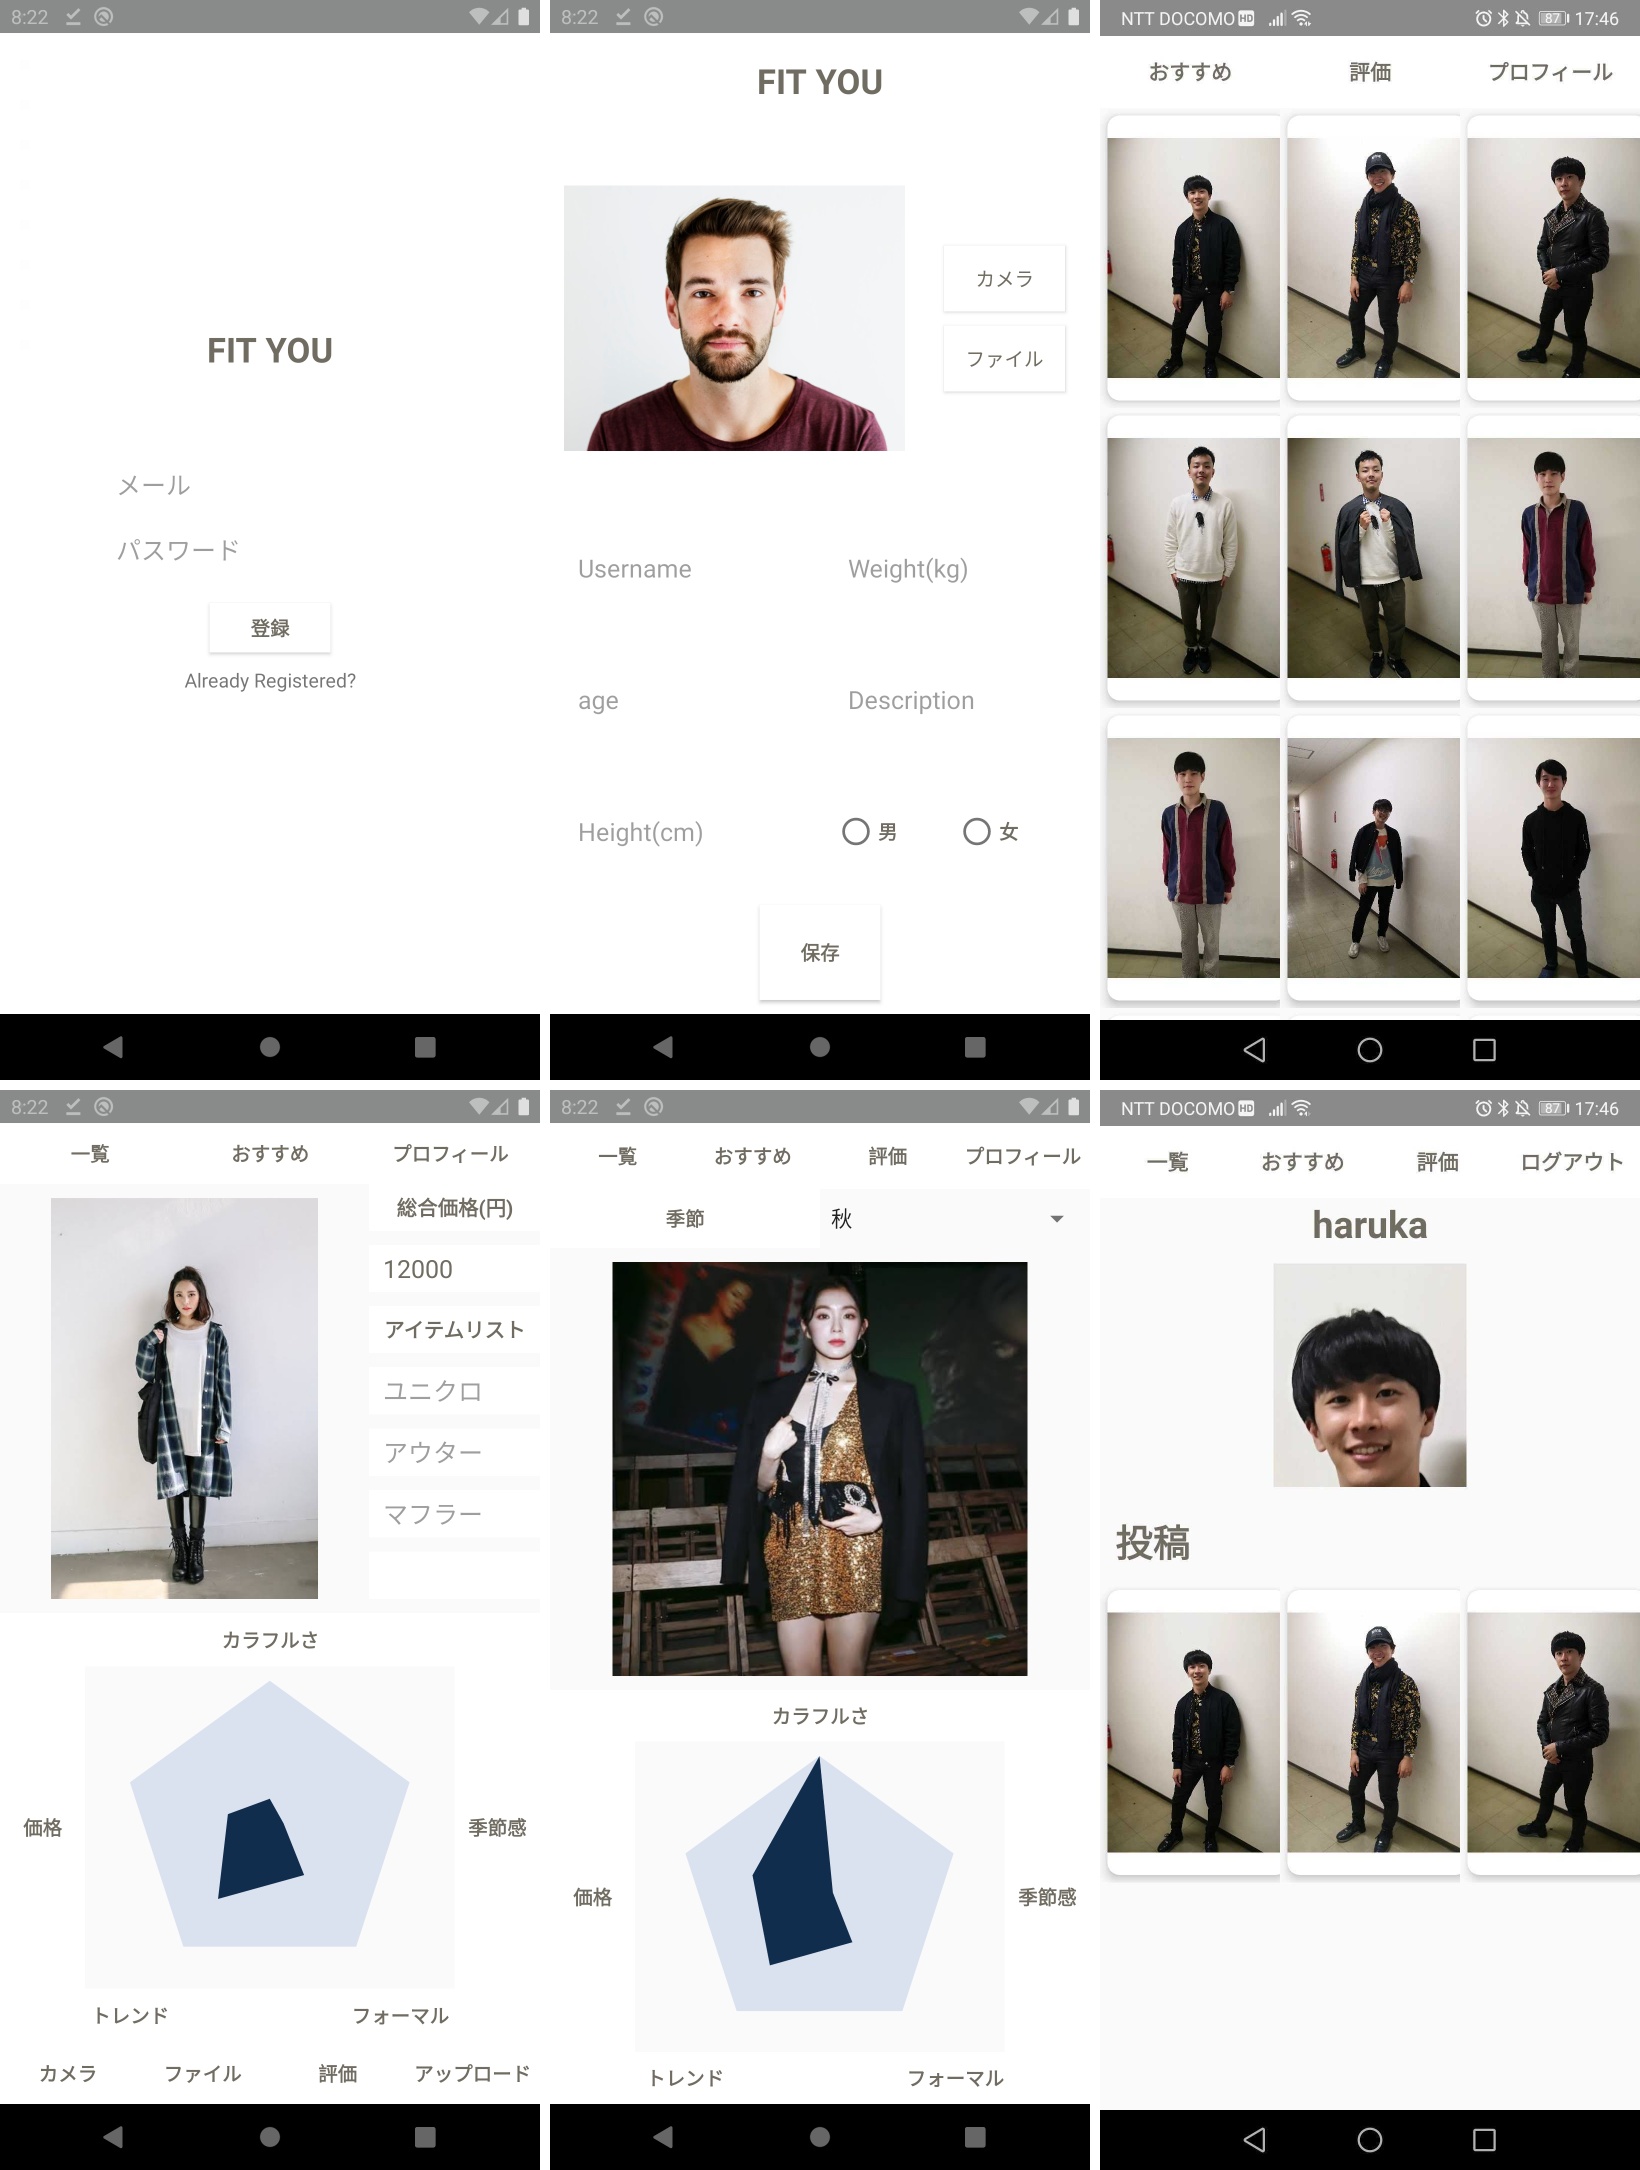 8:22
FIT YOU
メール
パスワード
登録
Already Registered?
8:22
FIT YOU
カメラ
ファイル
Username
Weight(kg)
age
Description
Height(cm)
男
女
保存
NTT DOCOMO HD
87 17:46
おすすめ
評価
プロフィール
8:22
一覧
おすすめ
プロフィール
総合価格(円)
12000
アイテムリスト
ユニクロ
アウター
マフラー
カラフルさ
価格
季節感
トレンド
フォーマル
カメラ
ファイル
評価
アップロード
8:22
一覧
おすすめ
評価
プロフィール
季節
秋
カラフルさ
価格
季節感
トレンド
フォーマル
NTT DOCOMO HD
87 17:46
一覧
おすすめ
評価
ログアウト
haruka
投稿